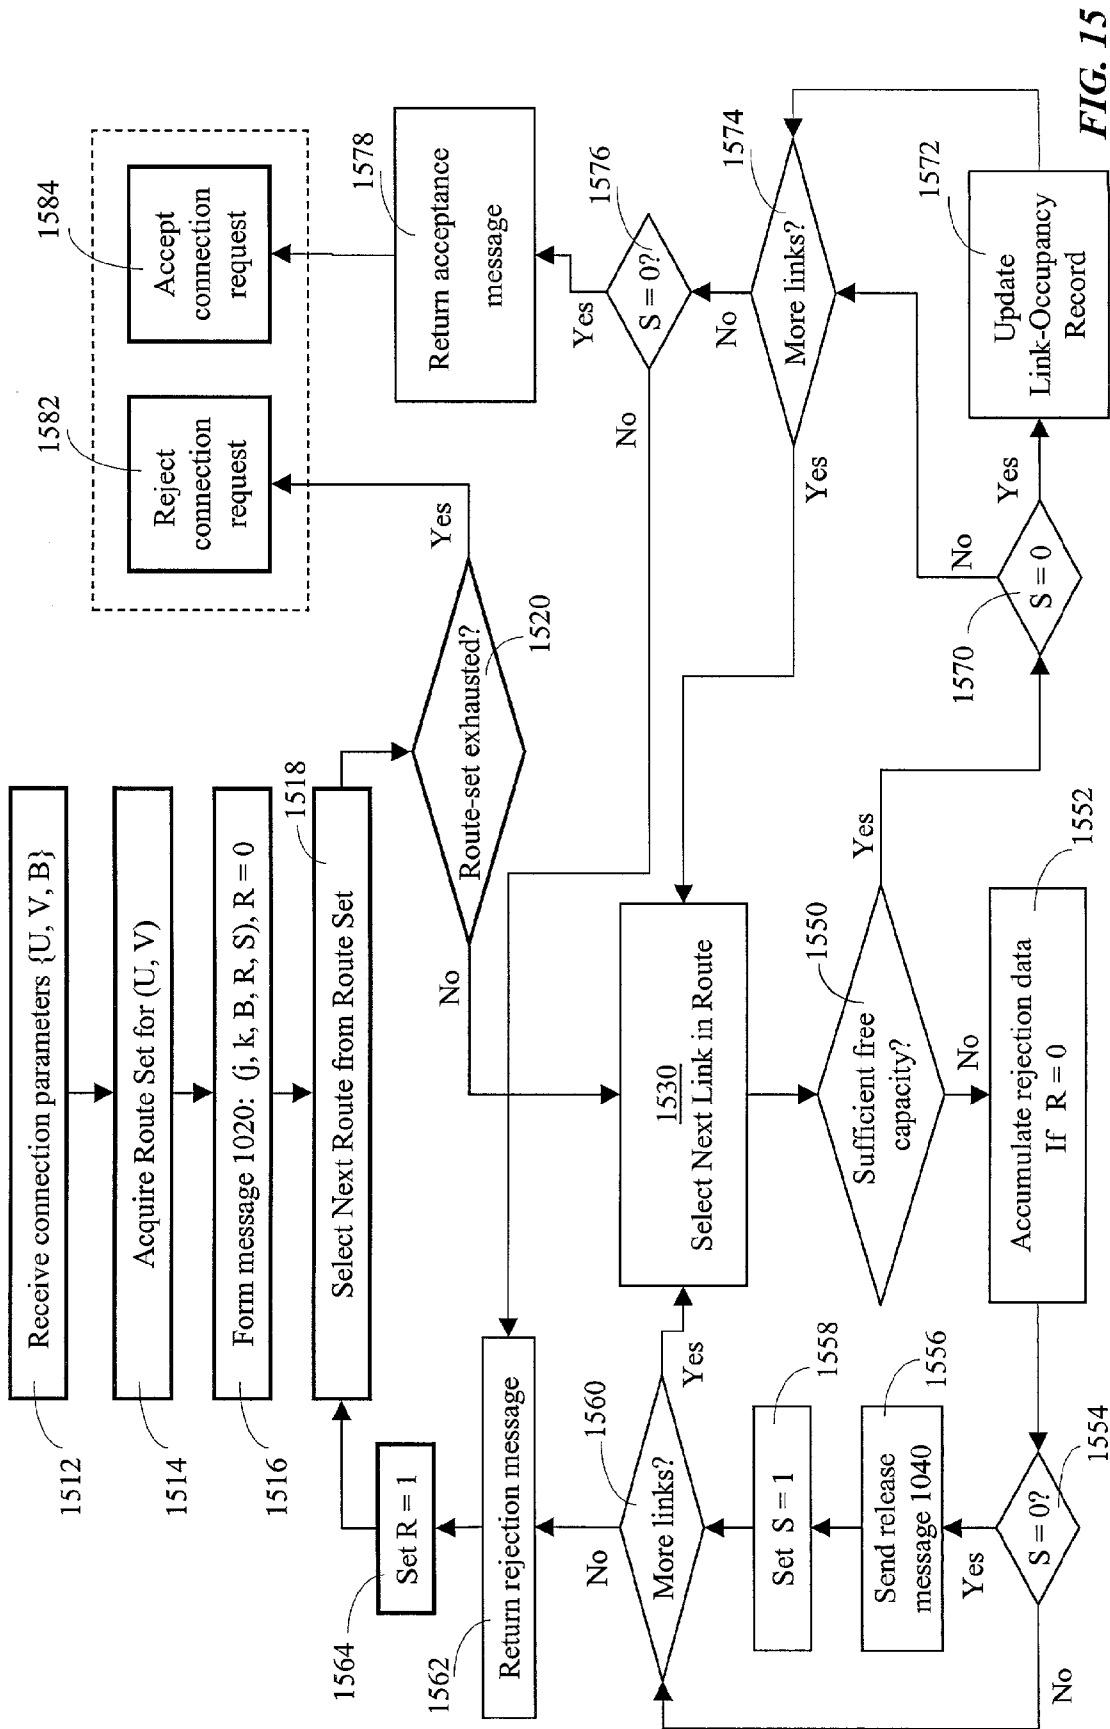 Receive connection parameters {U, V, B}
1512
Acquire Route Set for (U, V)
1514
Form message 1020: (j, k, B, R, S), R = 0
1516
Select Next Route from Route Set
1518
Route-set exhausted?
1520
Yes
No
Reject
connection
request
1582
Accept
connection
request
1584
Return acceptance
message
1578
Set R = 1
1564
Return rejection message
1562
S = 0?
1576
Yes
No
More links?
1560
Yes
No
1530
Select Next Link in Route
More links?
1574
Yes
No
Set S = 1
1558
Send release
message 1040
1556
Sufficient free
capacity?
1550
Yes
No
S = 0?
1554
Yes
No
Accumulate rejection data
If R = 0
1552
S = 0
1570
Yes
No
Update
Link-Occupancy
Record
1572
FIG. 15